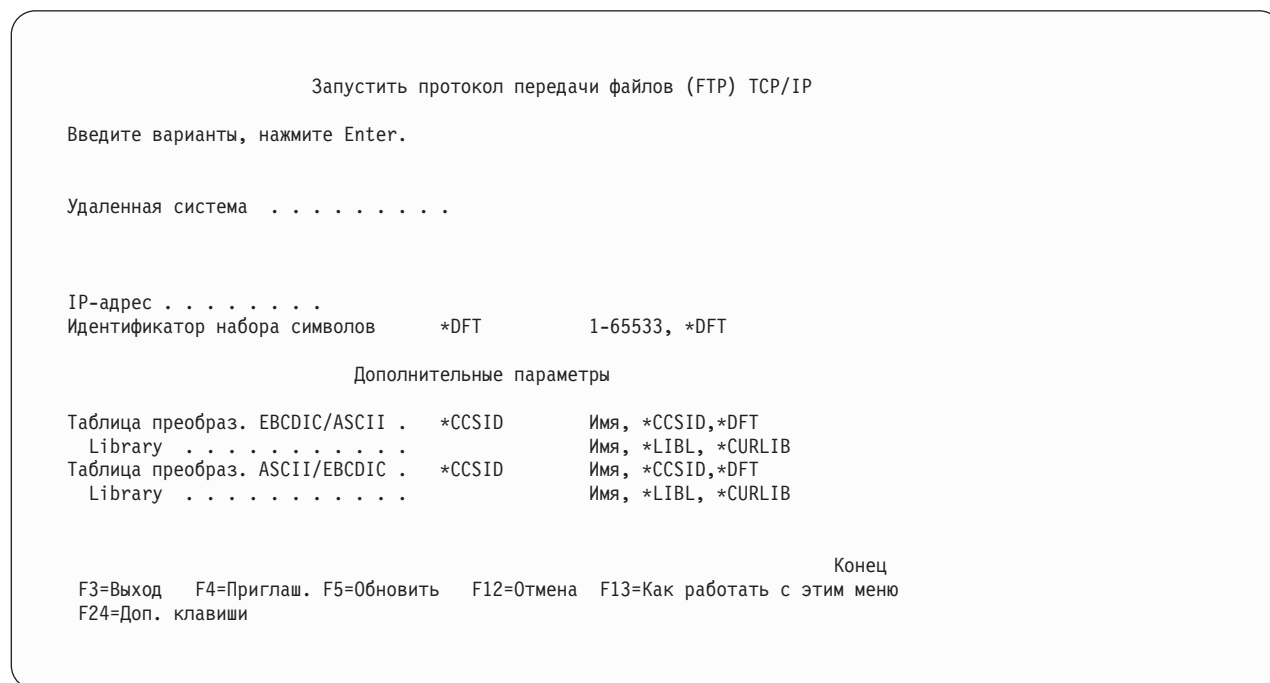 Запустить протокол передачи файлов (FTP) TCP/IP
Введите варианты, нажмите Enter.
Удаленная система . . . . . . . . .
IP-адрес . . . . . . . .
Идентификатор набора символов *DFT 1-65533, *DFT
Дополнительные параметры
Таблица преобраз. EBCDIC/ASCII . *CCSID Имя, *CCSID,*DFT
Library . . . . . . . . . . . Имя, *LIBL, *CURLIB
Таблица преобраз. ASCII/EBCDIC . *CCSID Имя, *CCSID,*DFT
Library . . . . . . . . . . . Имя, *LIBL, *CURLIB
Конец
F3=Выход F4=Приглаш. F5=Обновить F12=Отмена F13=Как работать с этим меню
F24=Доп. клавиши